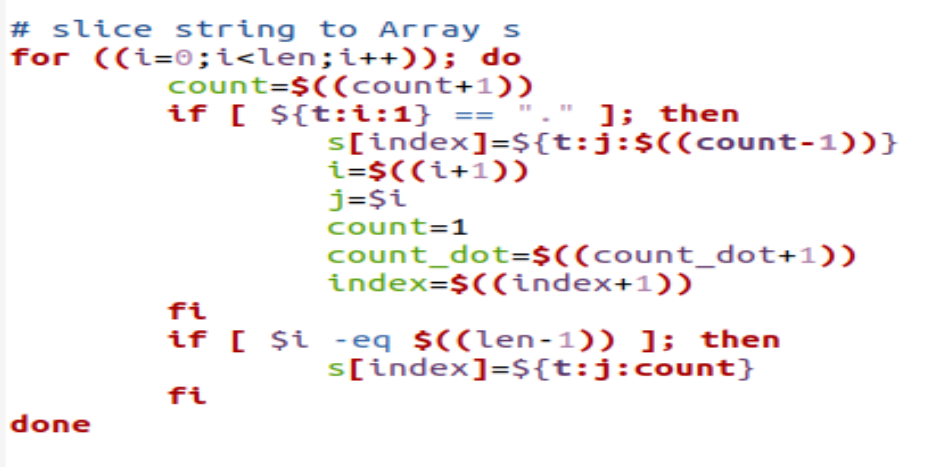 # slice string to Array s
for ((i=0;i<len;i++)); do
        count=$((count+1))
        if [ ${t:i:1} == "." ]; then
                s[index]=${t:j:$((count-1))}
                i=$((i+1))
                j=$i
                count=1
                count_dot=$((count_dot+1))
                index=$((index+1))
        fi
        if [ $i -eq $((len-1)) ]; then
                s[index]=${t:j:count}
        fi
done